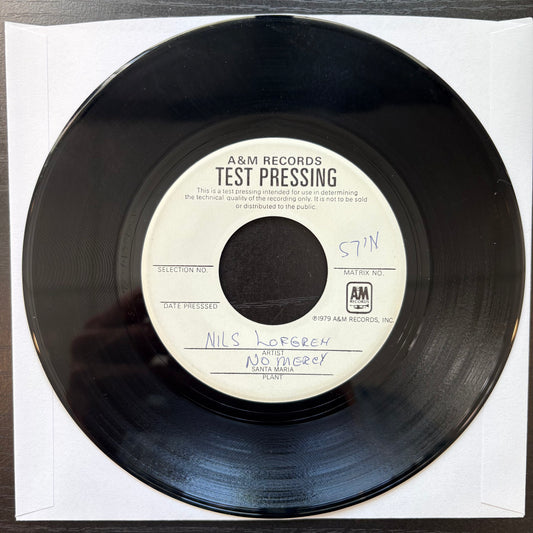 A&M RECORDS
TEST PRESSING
This is a test pressing intended for use in determining
the technical quality of the recording only. It is not to be sold
or distributed to the public.
SELECTION NO.
MATRIX NO.
DATE PRESSSED
A&M
RECORDS
℗1979 A&M RECORDS, INC.
NILS LOFGREN
ARTIST
NO MERCY
SANTA MARIA
PLANT